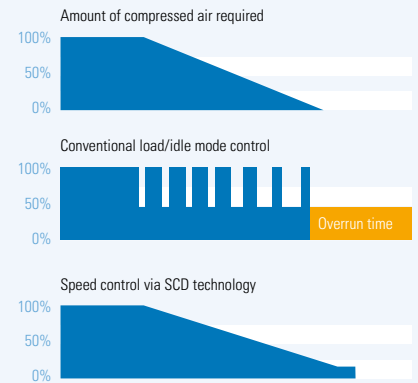 Amount of compressed air required
100%
50%
0%
Conventional load/idle mode control
100%
50%
0%
Overrun time
Speed control via SCD technology
100%
50%
0%